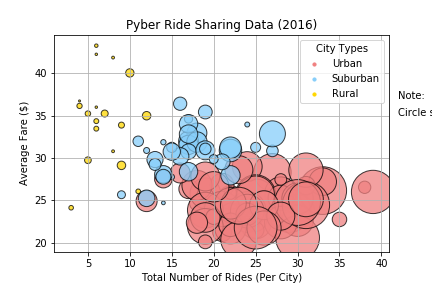 Pyber Ride Sharing Data (2016)
City Types
Urban
Suburban
Rural
Note:
Circle s
Average Fare ($)
40
35
30
25
20
5 10 15 20 25 30 35 40
Total Number of Rides (Per City)